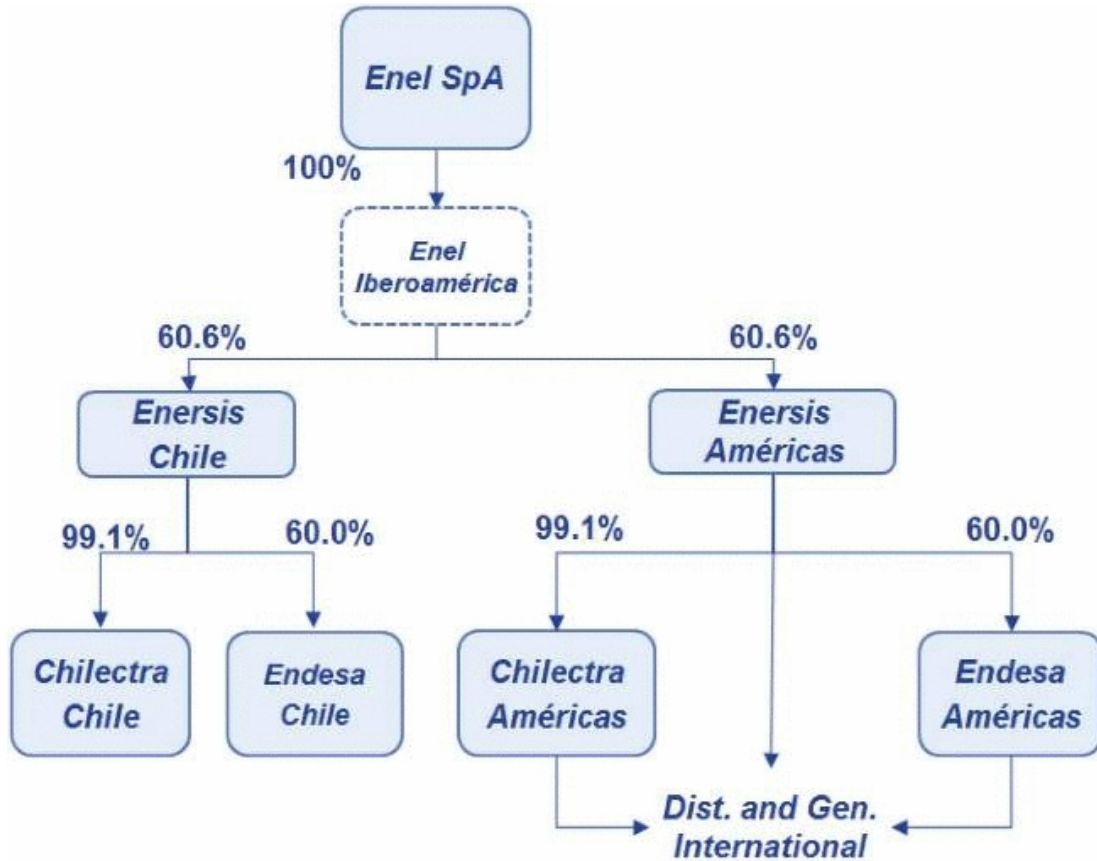 Enel SpA
100%
Enel
Iberoamérica
60.6%
60.6%
Enersis
Chile
Enersis
Américas
99.1%
60.0%
99.1%
60.0%
Chilectra
Chile
Endesa
Chile
Chilectra
Américas
Endesa
Américas
Dist. and Gen.
International